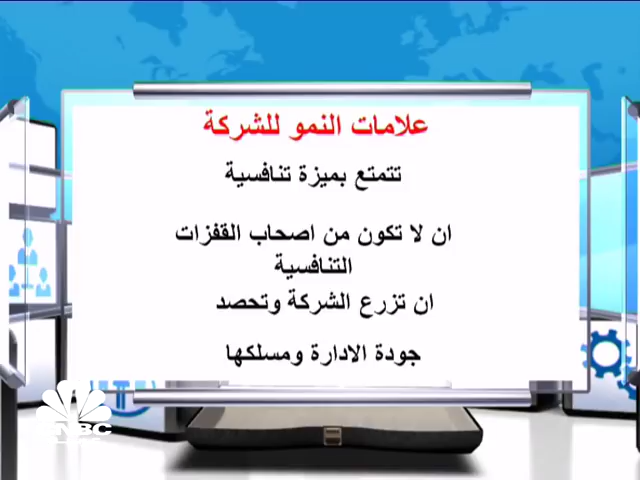 علامات النمو للشركة
تتمتع بميزة تنافسية
ان لا تكون من اصحاب القفزات
التنافسية
ان تزرع الشركة وتحصد
جودة الادارة ومسلكها
CNBC